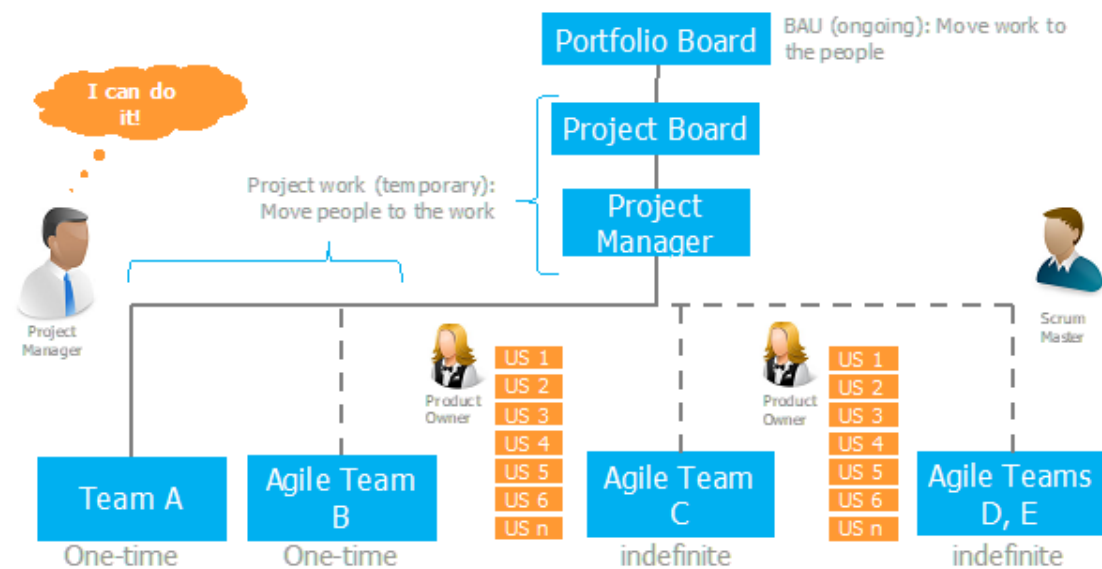 Portfolio Board
BAU (ongoing): Move work to
the people
I can do
it!
Project Board
Project work (temporary):
Move people to the work
Project
Manager
Project
Manager
Scrum
Master
Product
Owner
US 1
US 2
US 3
US 4
US 5
US 6
US n
Product
Owner
US 1
US 2
US 3
US 4
US 5
US 6
US n
Team A
Agile Team
B
Agile Team
C
Agile Teams
D, E
One-time
One-time
indefinite
indefinite